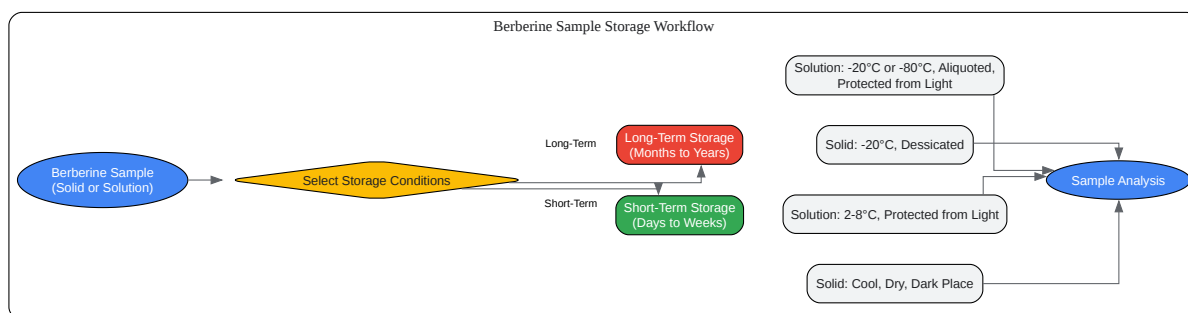 Berberine Sample Storage Workflow
Berberine Sample
(Solid or Solution)
Select Storage Conditions
Long-Term
Short-Term
Long-Term Storage
(Months to Years)
Short-Term Storage
(Days to Weeks)
Solution: -20°C or -80°C, Aliquoted,
Protected from Light
Solid: -20°C, Dessicated
Solution: 2-8°C, Protected from Light
Solid: Cool, Dry, Dark Place
Sample Analysis